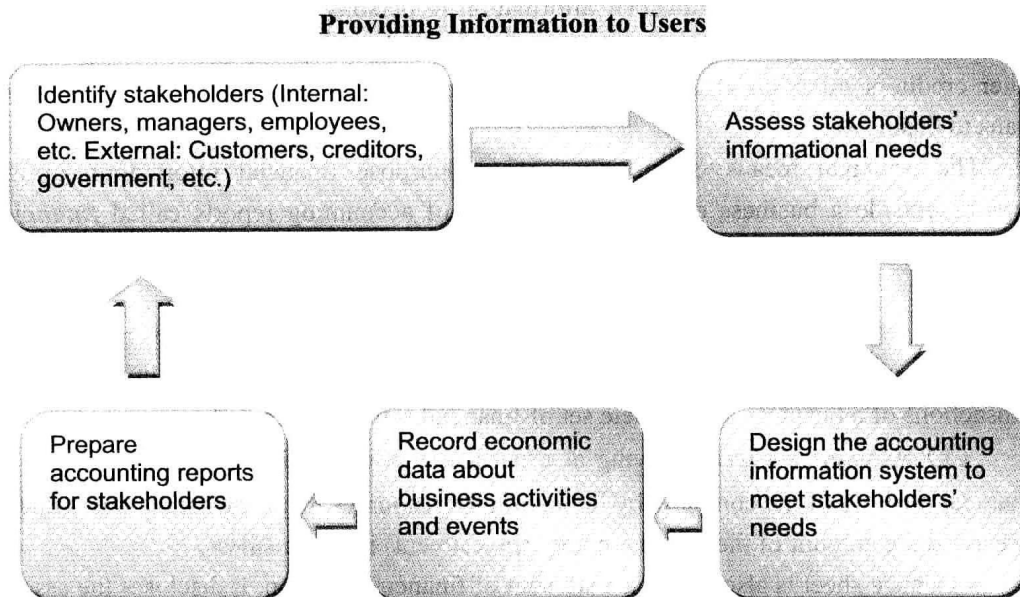 Providing Information to Users
Identify stakeholders (Internal:
Owners, managers, employees,
etc. External: Customers, creditors,
government, etc.)
Assess stakeholders'
informational needs
Design the accounting
information system to
meet stakeholders'
needs
Record economic
data about
business activities
and events
Prepare
accounting reports
for stakeholders